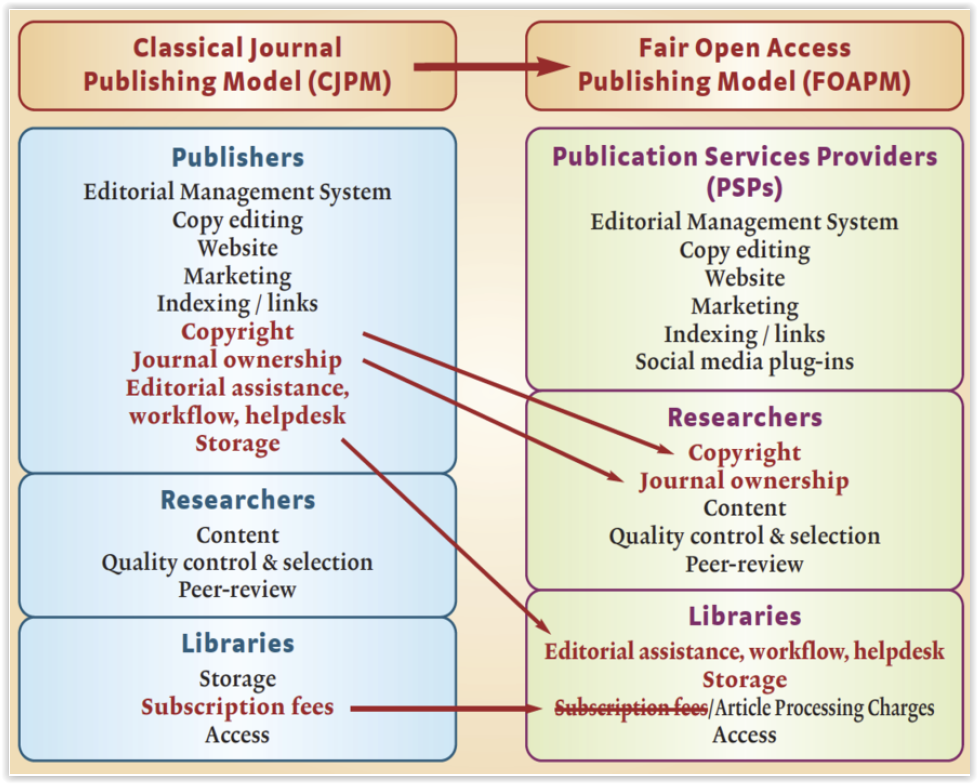 Classical Journal
Publishing Model (CJPM)
Fair Open Access
Publishing Model (FOAPM)
Publishers
Editorial Management System
Copy editing
Website
Marketing
Indexing / links
Copyright
Journal ownership
Editorial assistance,
workflow, helpdesk
Storage
Researchers
Content
Quality control & selection
Peer-review
Libraries
Storage
Subscription fees
Access
Publication Services Providers
(PSPs)
Editorial Management System
Copy editing
Website
Marketing
Indexing / links
Social media plug-ins
Researchers
Copyright
Journal ownership
Content
Quality control & selection
Peer-review
Libraries
Editorial assistance, workflow, helpdesk
Storage
Subscription fees/Article Processing Charges
Access